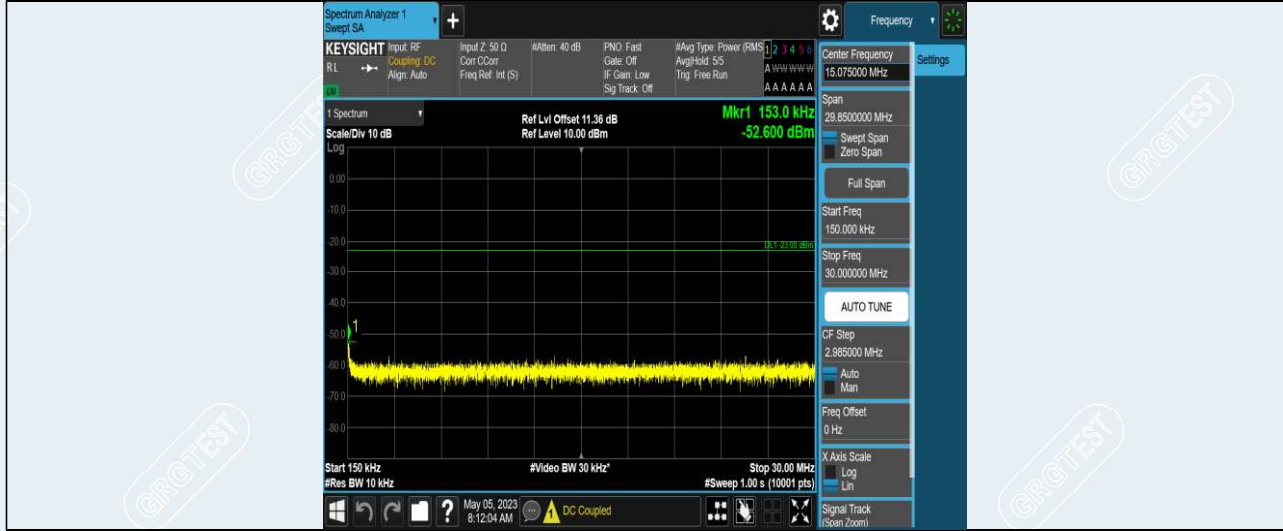 Spectrum Analyzer 1
Swept SA
+
Frequency
KEYSIGHT
RL
Input: RF
Coupling: DC
Align: Auto
Input Z: 50 Ω
Corr CCorr
Freq Ref: Int (S)
#Atten: 40 dB
PNO: Fast
Gate: Off
IF Gain: Low
Sig Track: Off
#Avg Type: Power (RMS
Avg|Hold: 5/5
Trig: Free Run
1 2 3 4 5 6
A W W W W W
A A A A A A
1 Spectrum
Scale/Div 10 dB
Log
Ref Lvl Offset 11.36 dB
Ref Level 10.00 dBm
Mkr1 153.0 kHz
-52.600 dBm
0.00
-10.0
-20.0
DL1 -23.00 dBm
-30.0
-40.0
-50.0
1
-60.0
-70.0
-80.0
Start 150 kHz
#Res BW 10 kHz
#Video BW 30 kHz*
Stop 30.00 MHz
#Sweep 1.00 s (10001 pts)
Center Frequency
15.075000 MHz
Settings
Span
29.8500000 MHz
Swept Span
Zero Span
Full Span
Start Freq
150.000 kHz
Stop Freq
30.000000 MHz
AUTO TUNE
CF Step
2.985000 MHz
Auto
Man
Freq Offset
0 Hz
X Axis Scale
Log
Lin
Signal Track
(Span Zoom)
?
May 05, 2023
8:12:04 AM
1
DC Coupled
GRGTEST
GRGTEST
GRGTEST
GRGTEST